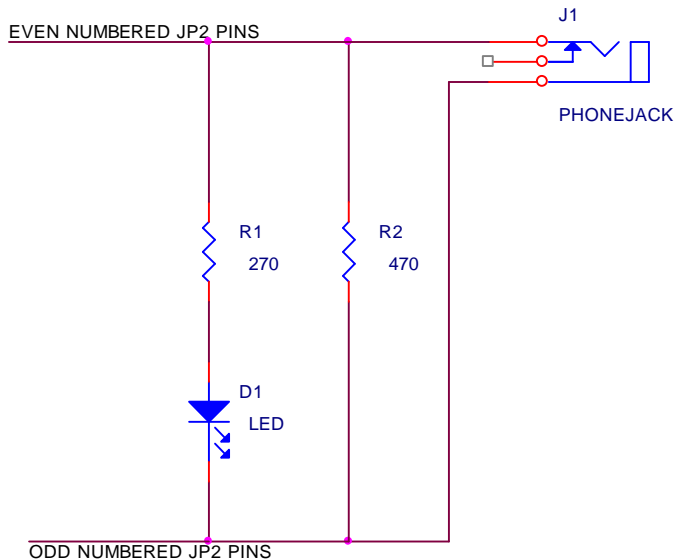 J1
EVEN NUMBERED JP2 PINS
PHONEJACK
R1
270
R2
470
D1
LED
ODD NUMBERED JP2 PINS